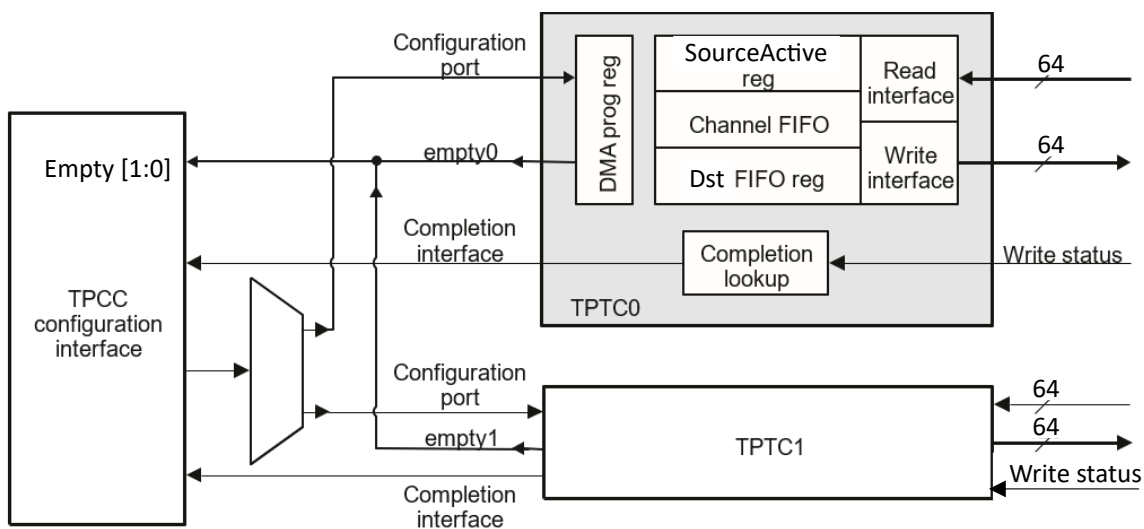 Configuration
port
DMA prog reg
SourceActive
reg
Read
interface
64
Channel FIFO
Empty [1:0]
empty0
Dst FIFO reg
Write
interface
64
Completion
interface
Completion
lookup
Write status
TPTC0
TPCC
configuration
interface
Configuration
port
64
64
empty1
TPTC1
Write status
Completion
interface